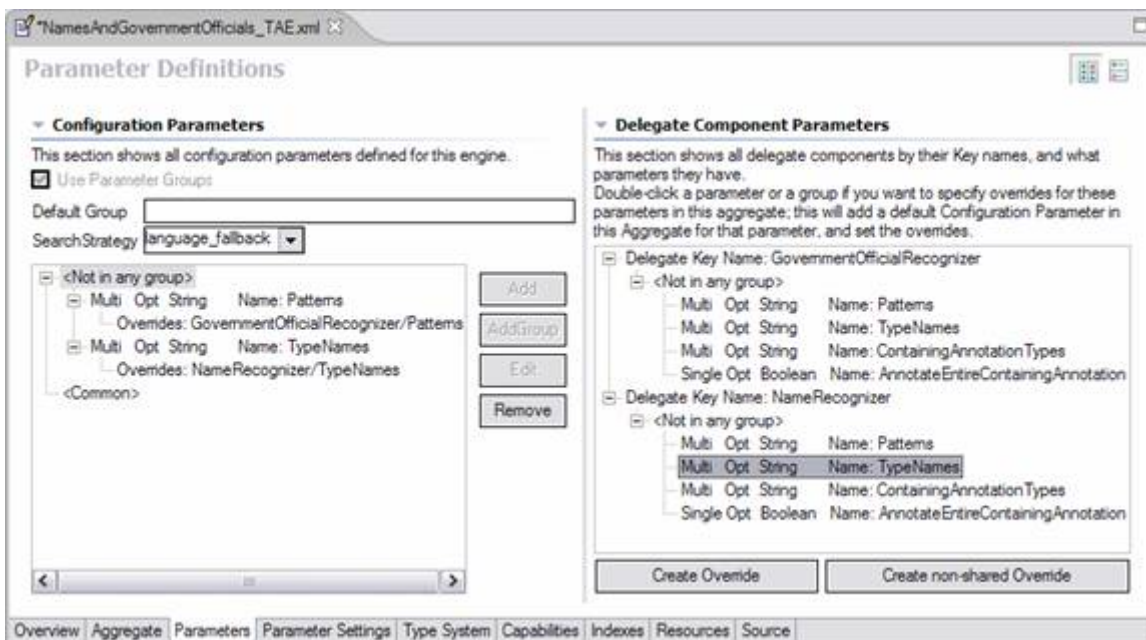 *NamesAndGovernmentOfficials_TAE.xml
Parameter Definitions
Configuration Parameters
This section shows all configuration parameters defined for this engine.
Use Parameter Groups
Default Group
SearchStrategy language_fallback
<Not in any group>
Multi Opt String Name: Patterns
Overrides: GovernmentOfficialRecognizer/Patterns
Multi Opt String Name: TypeNames
Overrides: NameRecognizer/TypeNames
<Common>
Add
AddGroup
Edit
Remove
Delegate Component Parameters
This section shows all delegate components by their Key names, and what
parameters they have.
Double-click a parameter or a group if you want to specify overrides for these
parameters in this aggregate; this will add a default Configuration Parameter in
this Aggregate for that parameter, and set the overrides.
Delegate Key Name: GovernmentOfficialRecognizer
<Not in any group>
Multi Opt String Name: Patterns
Multi Opt String Name: TypeNames
Multi Opt String Name: ContainingAnnotationTypes
Single Opt Boolean Name: AnnotateEntireContainingAnnotation
Delegate Key Name: NameRecognizer
<Not in any group>
Multi Opt String Name: Patterns
Multi Opt String Name: TypeNames
Multi Opt String Name: ContainingAnnotationTypes
Single Opt Boolean Name: AnnotateEntireContainingAnnotation
Create Override Create non-shared Override
Overview Aggregate Parameters Parameter Settings Type System Capabilities Indexes Resources Source